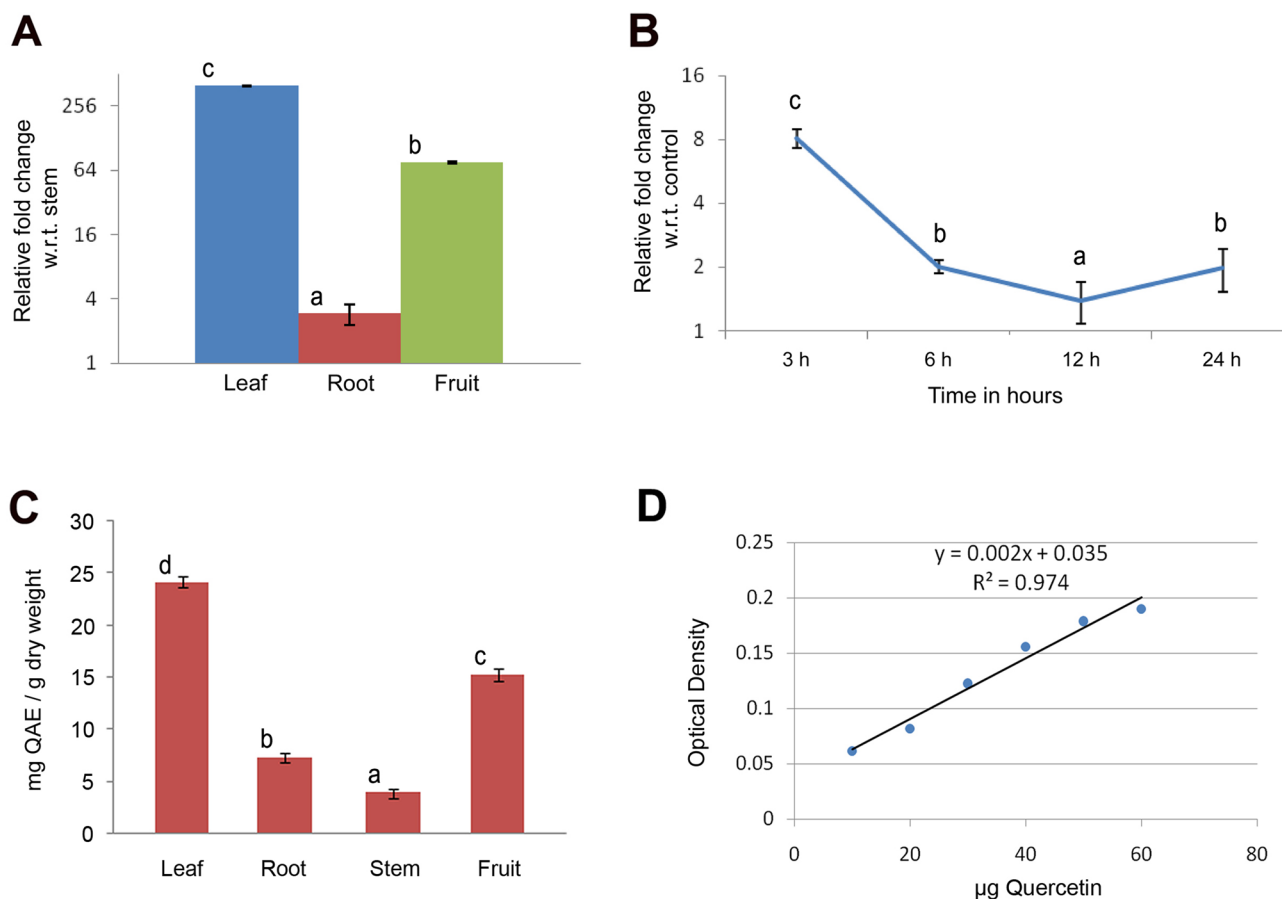 A
Relative fold change
w.r.t. stem
256
64
16
4
1
c
a
b
Leaf Root Fruit
B
Relative fold change
w.r.t. control
16
8
4
2
1
c
b
a
b
3 h 6 h 12 h 24 h
Time in hours
C
mg QAE / g dry weight
30
25
20
15
10
5
0
d
b
a
c
Leaf Root Stem Fruit
D
Optical Density
0.25
0.2
0.15
0.1
0.05
0
y = 0.002x + 0.035
R² = 0.974
0 20 40 60 80
µg Quercetin